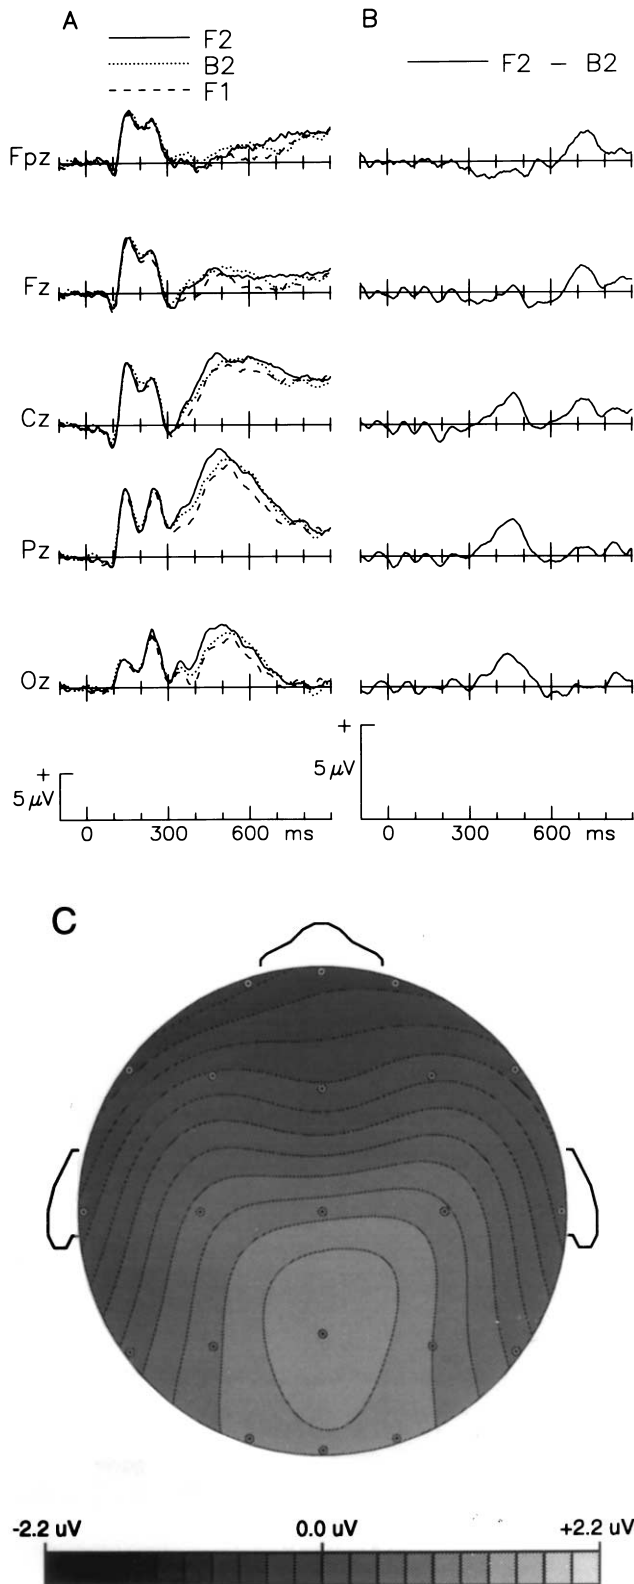 A
F2
B2
F1
B
F2 – B2
Fpz
Fz
Cz
Pz
Oz
+
5 μV
0 300 600 ms
+
5 μV
0 300 600 ms
C
-2.2 uV 0.0 uV +2.2 uV